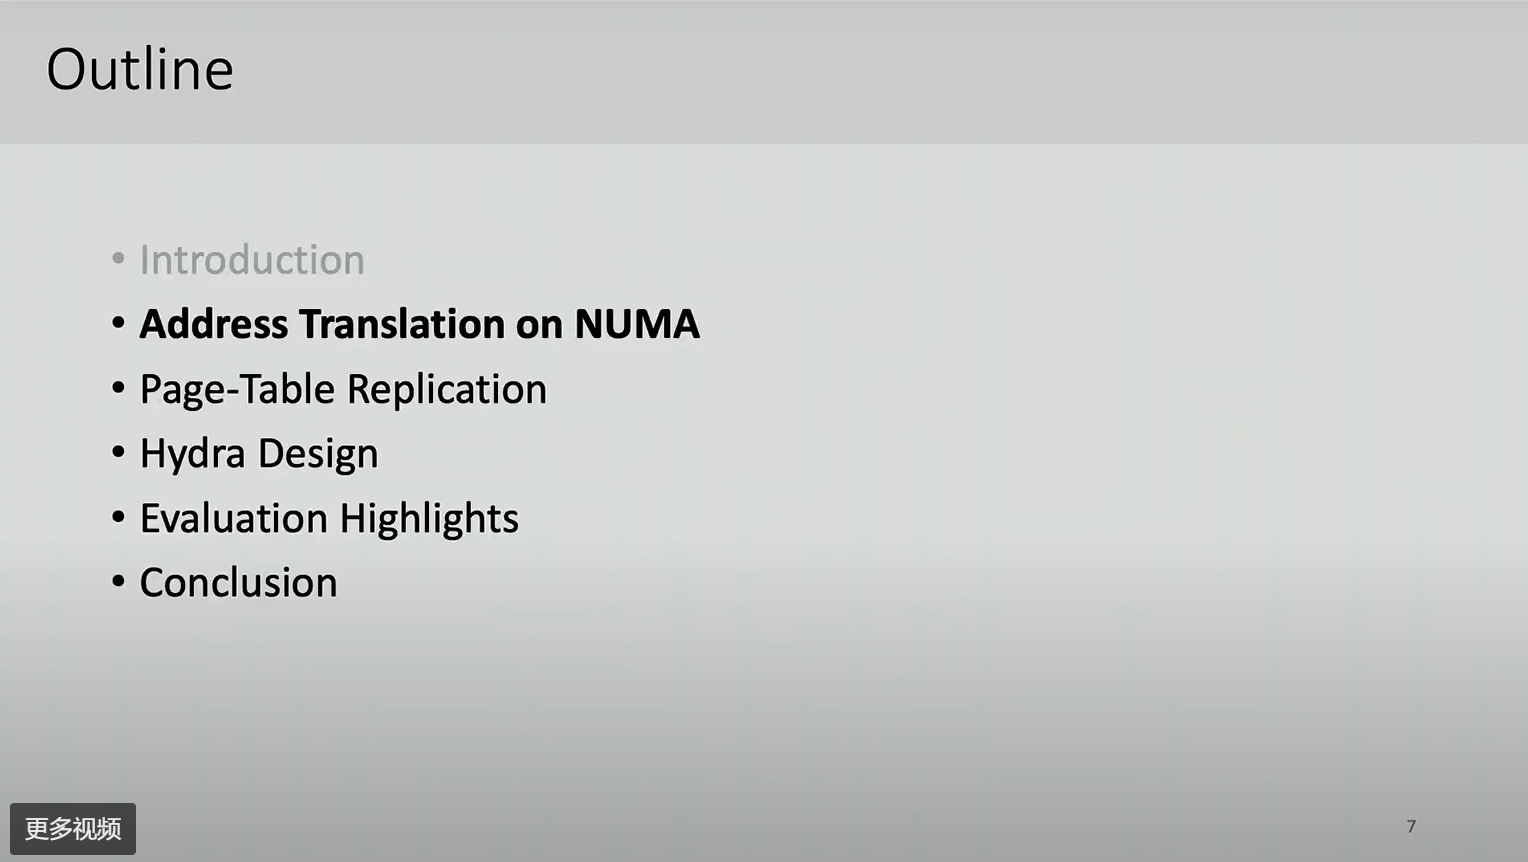 Outline
• Introduction
• Address Translation on NUMA
• Page-Table Replication
• Hydra Design
• Evaluation Highlights
• Conclusion
更多视频
7